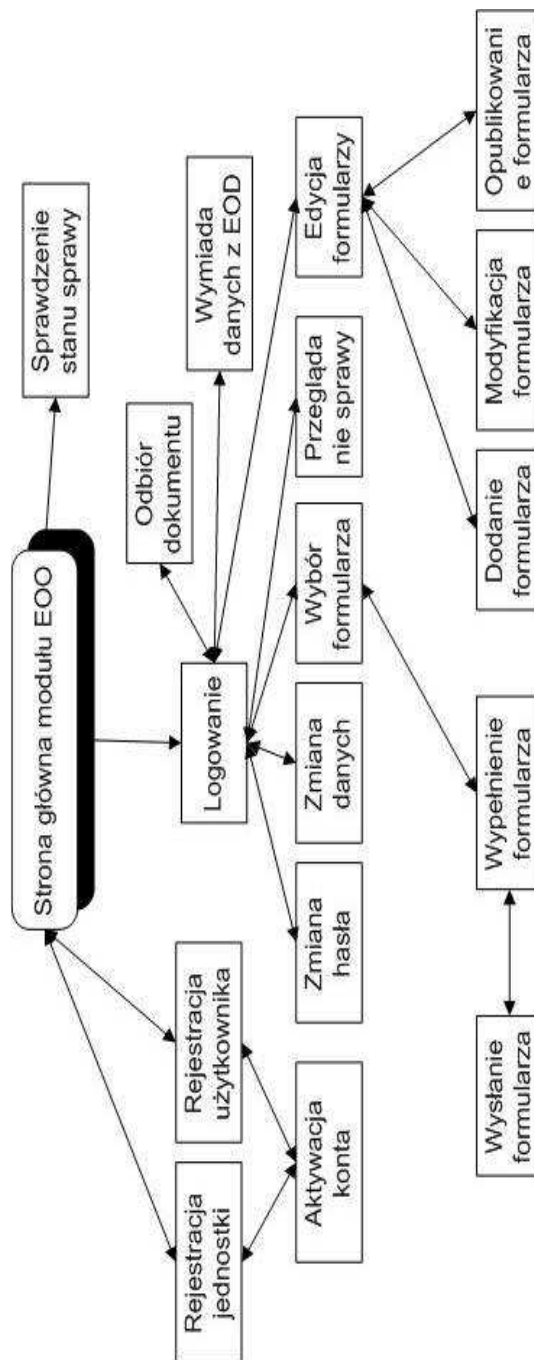 Strona główna modułu EOO
Sprawdzenie
stanu sprawy
Rejestracja
jednostki
Rejestracja
użytkownika
Logowanie
Odbiór
dokumentu
Wymiada
danych z EOD
Aktywacja
konta
Zmiana
hasła
Zmiana
danych
Wybór
formularza
Przegląda
nie sprawy
Edycja
formularzy
Wysłanie
formularza
Wypełnienie
formularza
Dodanie
formularza
Modyfikacja
formularza
Opublikowani
e formularza